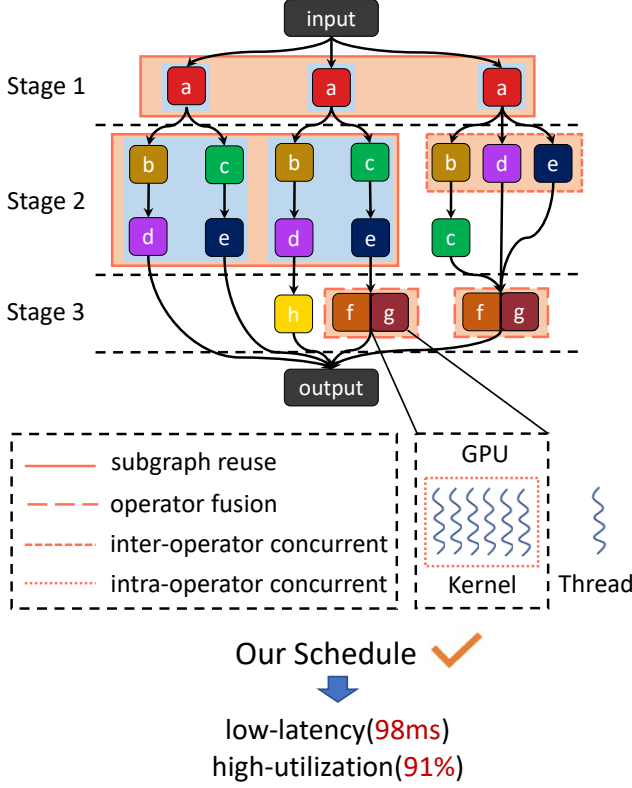 input
Stage 1
a a a
b c b c b d e
Stage 2
d e d e c
Stage 3
h f g f g
output
subgraph reuse
operator fusion
inter-operator concurrent
intra-operator concurrent
GPU
Kernel
Thread
Our Schedule
low-latency(98ms)
high-utilization(91%)